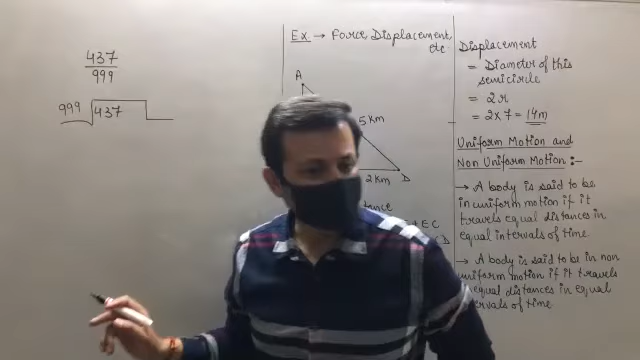 437
999
999 437
Ex → Force, Displacement,
etc
A
5 Km
2 KM D
+ EC
Displacement
= Diameter of this
semicircle
= 2r
= 2×7 = 14m
Uniform Motion and
Non Uniform Motion :-
→ A body is said to be
in uniform motion if it
travels equal distances in
equal intervals of time
→ A body is said to be in non
uniform motion if it travels
equal distances in equal
of time